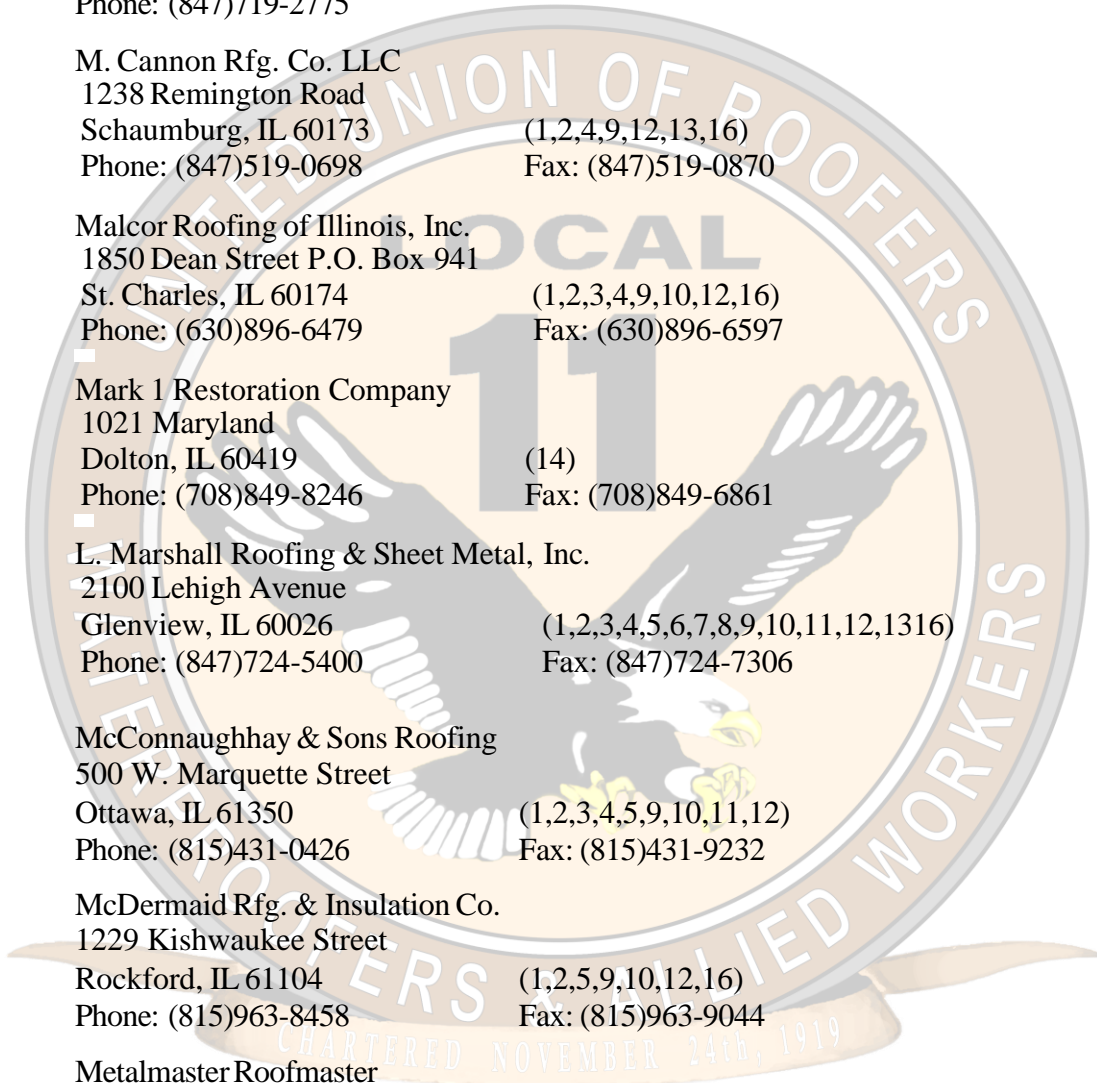 Phone: (847)719-2775
M. Cannon Rfg. Co. LLC
1238 Remington Road
Schaumburg, IL 60173 (1,2,4,9,12,13,16)
Phone: (847)519-0698 Fax: (847)519-0870
Malcor Roofing of Illinois, Inc.
1850 Dean Street P.O. Box 941
St. Charles, IL 60174 (1,2,3,4,9,10,12,16)
Phone: (630)896-6479 Fax: (630)896-6597
Mark 1 Restoration Company
1021 Maryland
Dolton, IL 60419 (14)
Phone: (708)849-8246 Fax: (708)849-6861
L. Marshall Roofing & Sheet Metal, Inc.
2100 Lehigh Avenue
Glenview, IL 60026 (1,2,3,4,5,6,7,8,9,10,11,12,1316)
Phone: (847)724-5400 Fax: (847)724-7306
McConnaughhay & Sons Roofing
500 W. Marquette Street
Ottawa, IL 61350 (1,2,3,4,5,9,10,11,12)
Phone: (815)431-0426 Fax: (815)431-9232
McDermaid Rfg. & Insulation Co.
1229 Kishwaukee Street
Rockford, IL 61104 (1,2,5,9,10,12,16)
Phone: (815)963-8458 Fax: (815)963-9044
Metalmaster Roofmaster
UNITED UNION OF ROOFERS
LOCAL
11
WATERPROOFERS & ALLIED WORKERS
CHARTERED NOVEMBER 24th, 1919